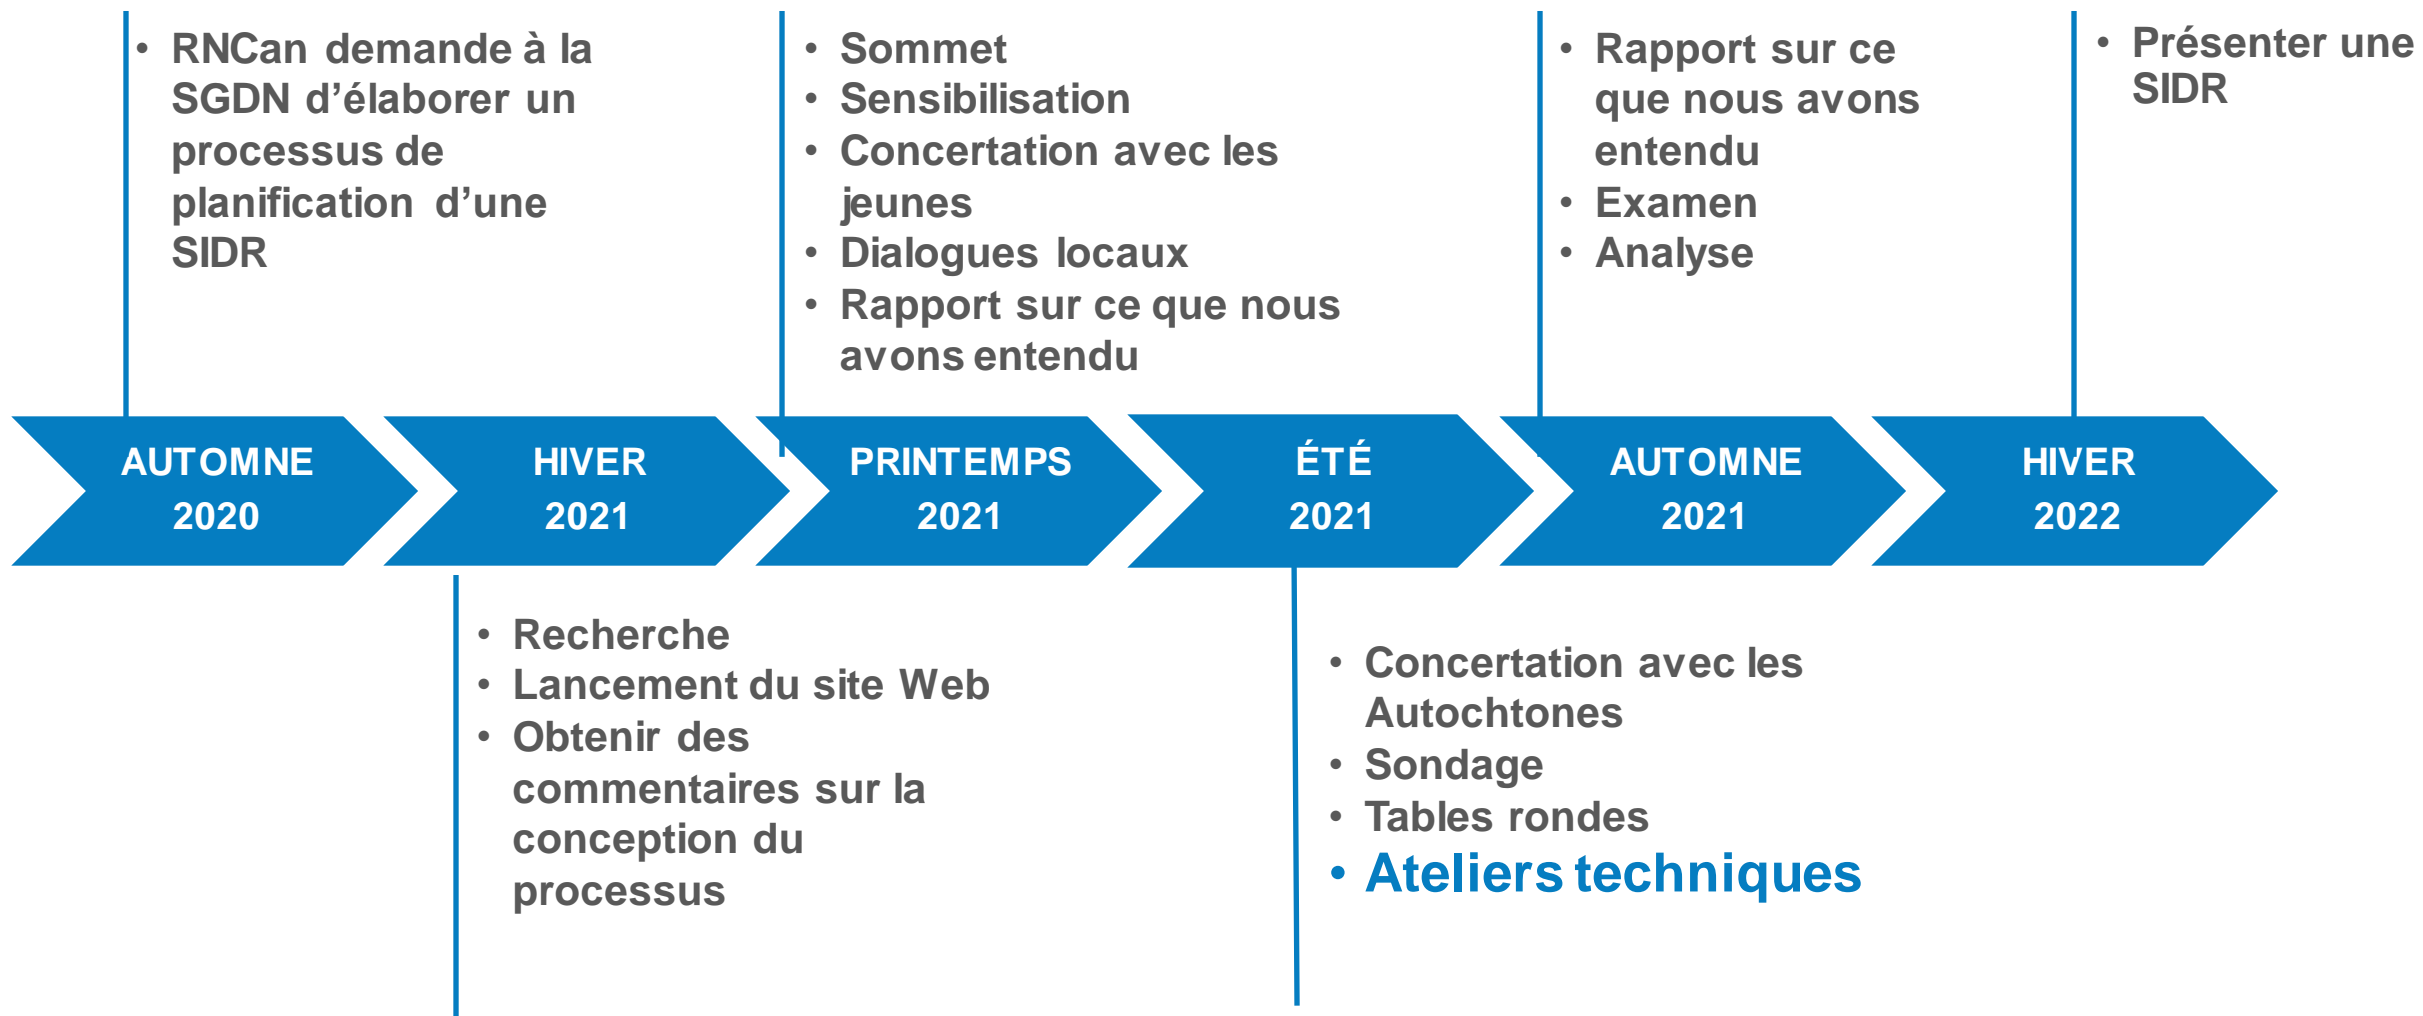 • RNCan demande à la
SGDN d’élaborer un
processus de
planification d’une
SIDR
• Sommet
• Sensibilisation
• Concertation avec les
jeunes
• Dialogues locaux
• Rapport sur ce que nous
avons entendu
• Rapport sur ce
que nous avons
entendu
• Examen
• Analyse
• Présenter une
SIDR
AUTOMNE
2020
HIVER
2021
PRINTEMPS
2021
ÉTÉ
2021
AUTOMNE
2021
HIVER
2022
• Recherche
• Lancement du site Web
• Obtenir des
commentaires sur la
conception du
processus
• Concertation avec les
Autochtones
• Sondage
• Tables rondes
• Ateliers techniques